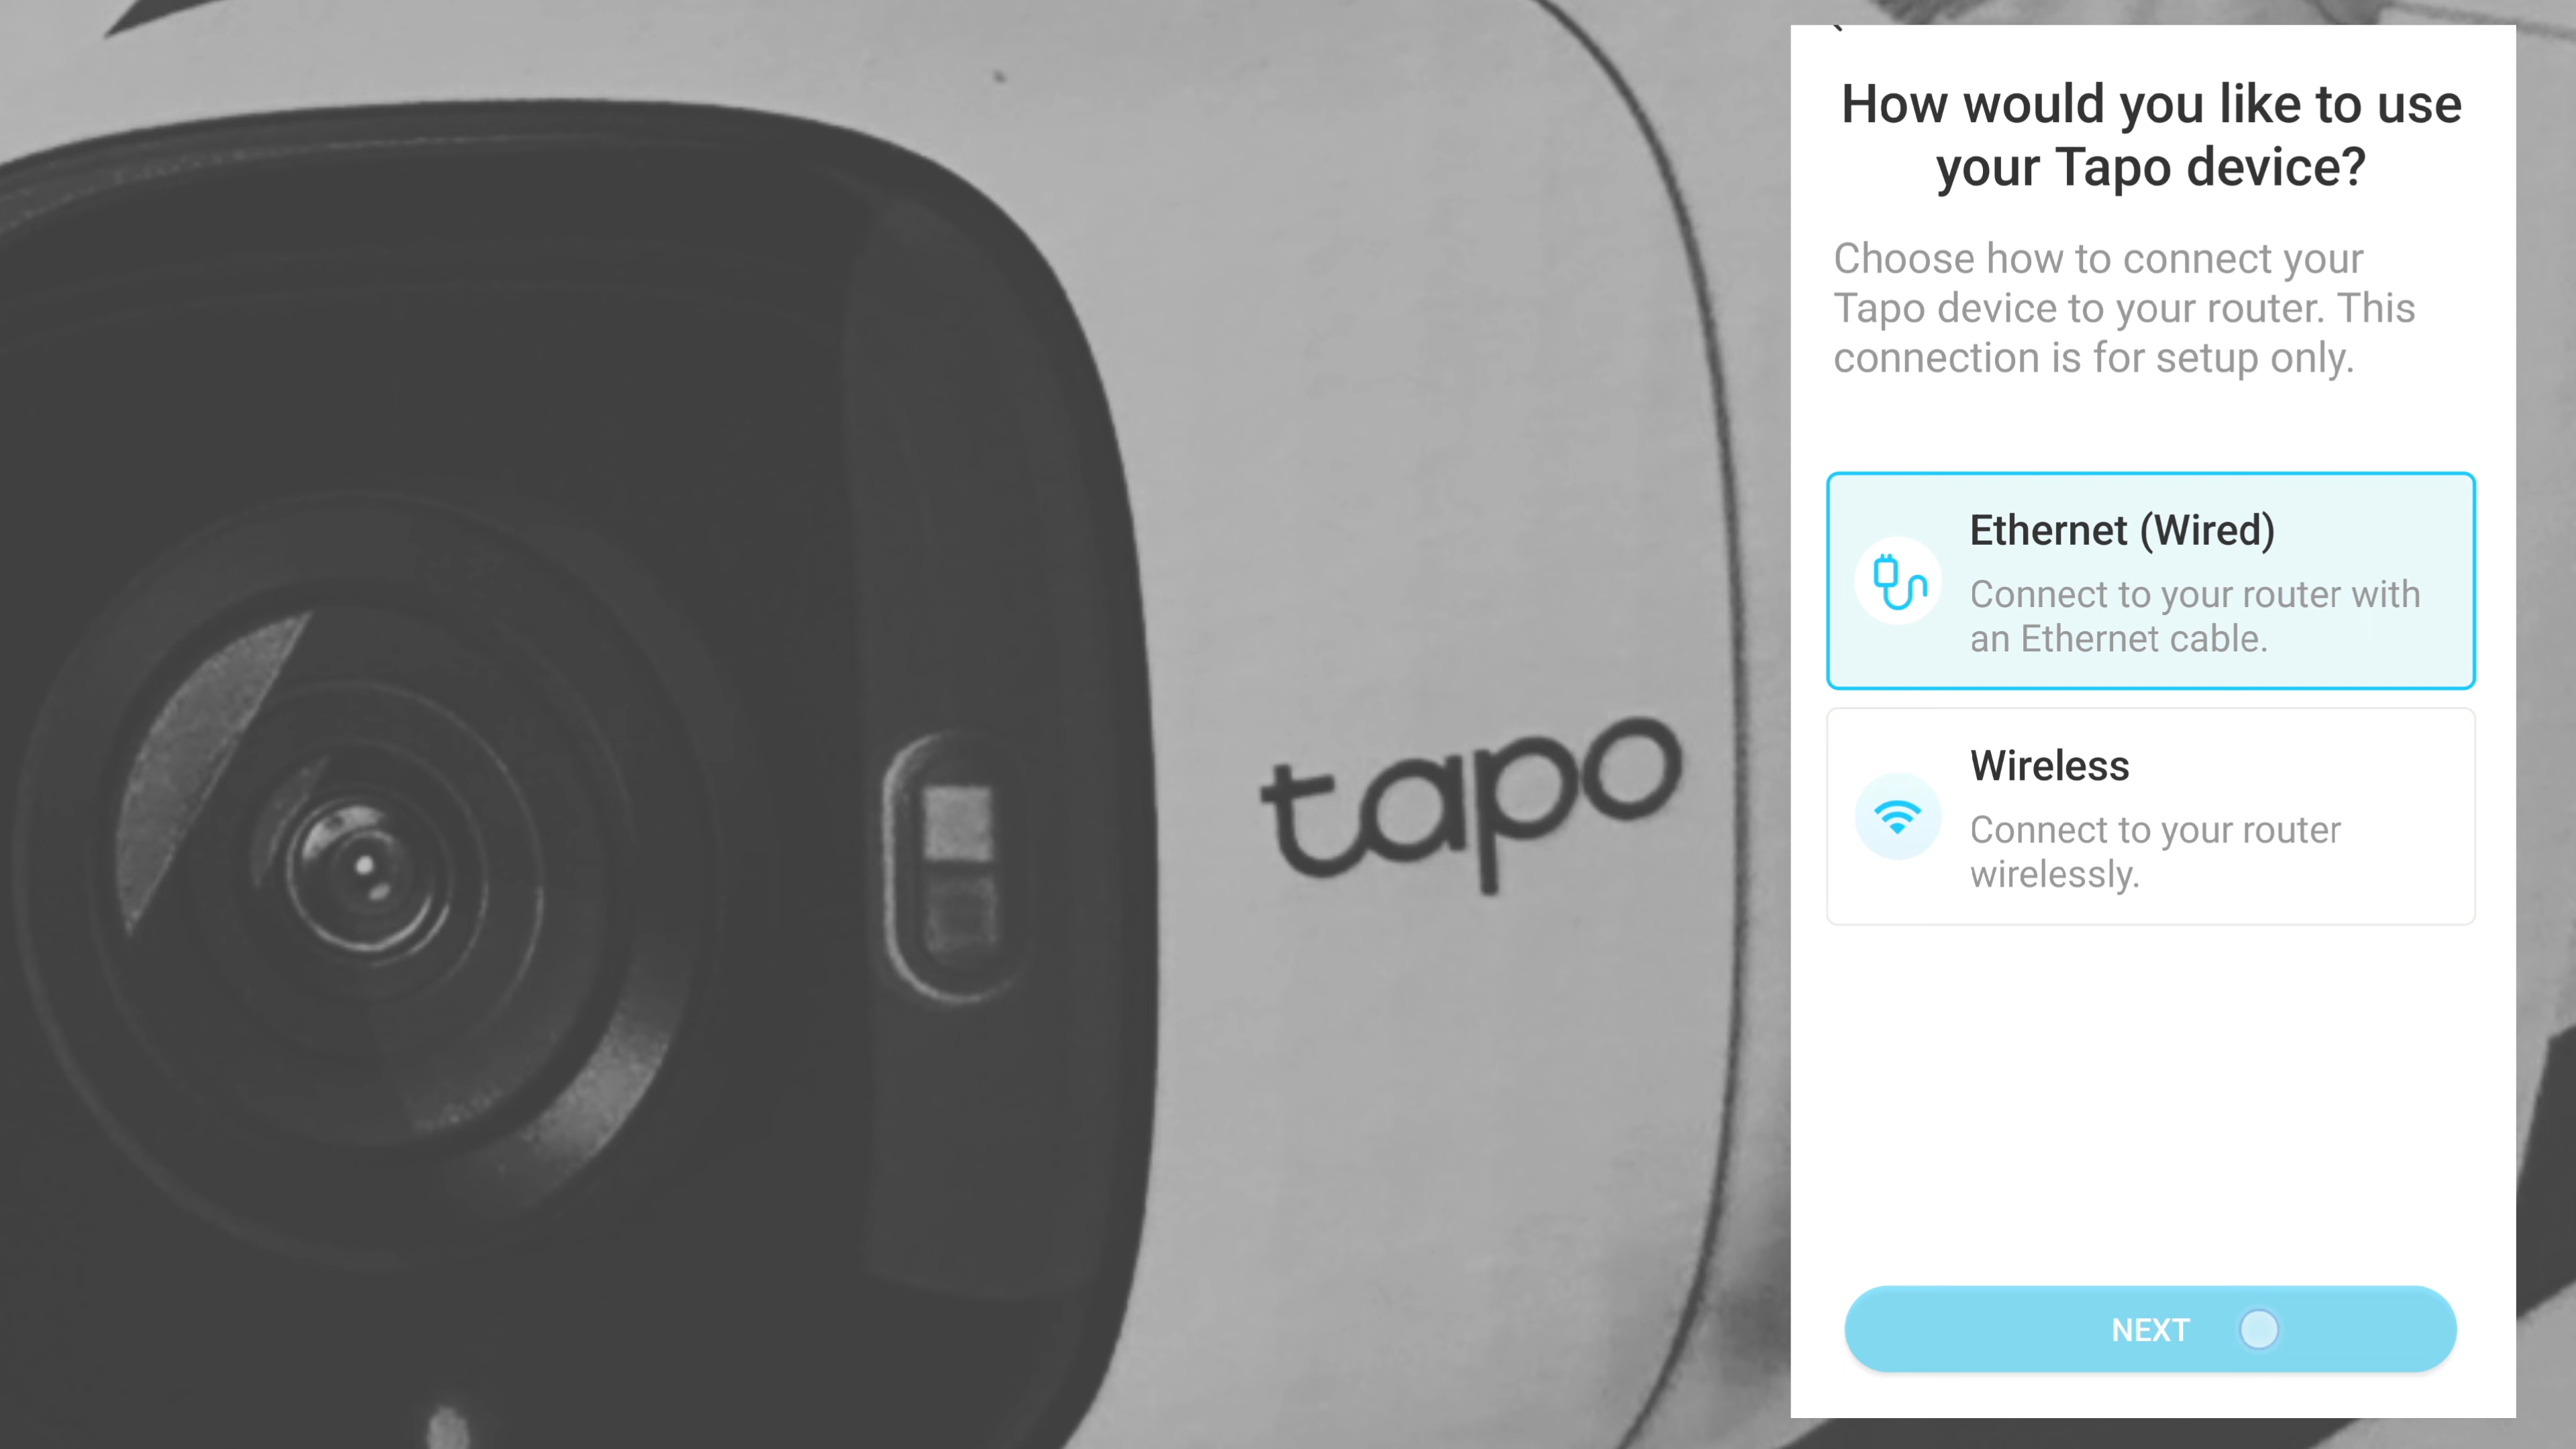 tapo
How would you like to use
your Tapo device?
Choose how to connect your
Tapo device to your router. This
connection is for setup only.
Ethernet (Wired)
Connect to your router with
an Ethernet cable.
Wireless
Connect to your router
wirelessly.
NEXT